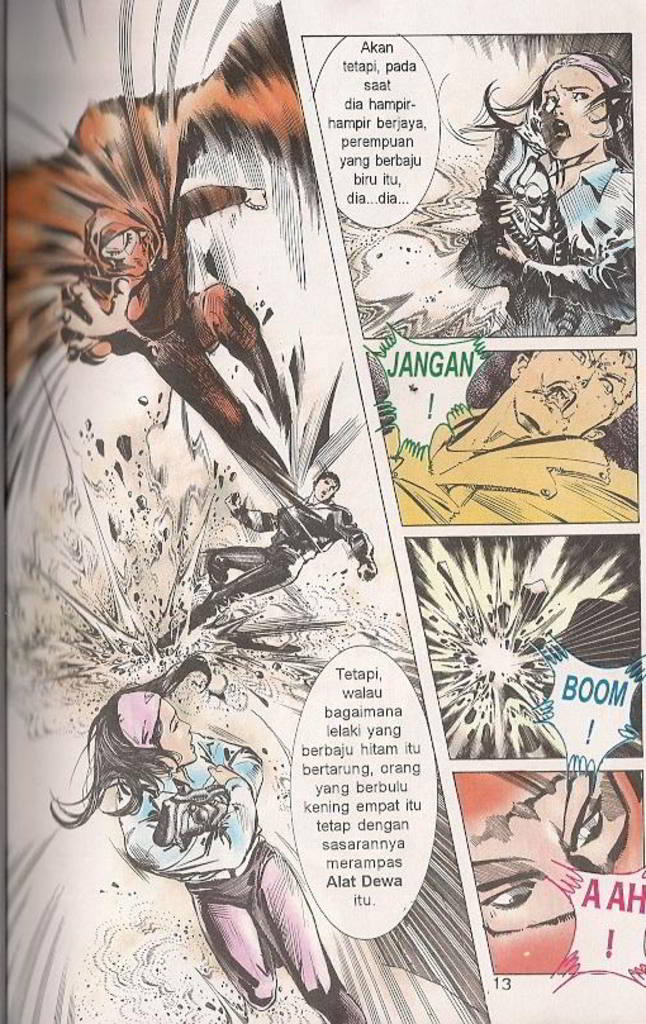 Tetapi,
walau
bagaimana
lelaki yang
berbaju hitam itu
bertarung, orang
yang berbulu
kening empat itu
tetap dengan
sasarannya
merampas
Alat Dewa
itu.
Akan
tetapi, pada
saat
dia hampir-
hampir berjaya,
perempuan
yang berbaju
biru itu,
dia...dia...
JANGAN
!
BOOM
!
AAH
!
13